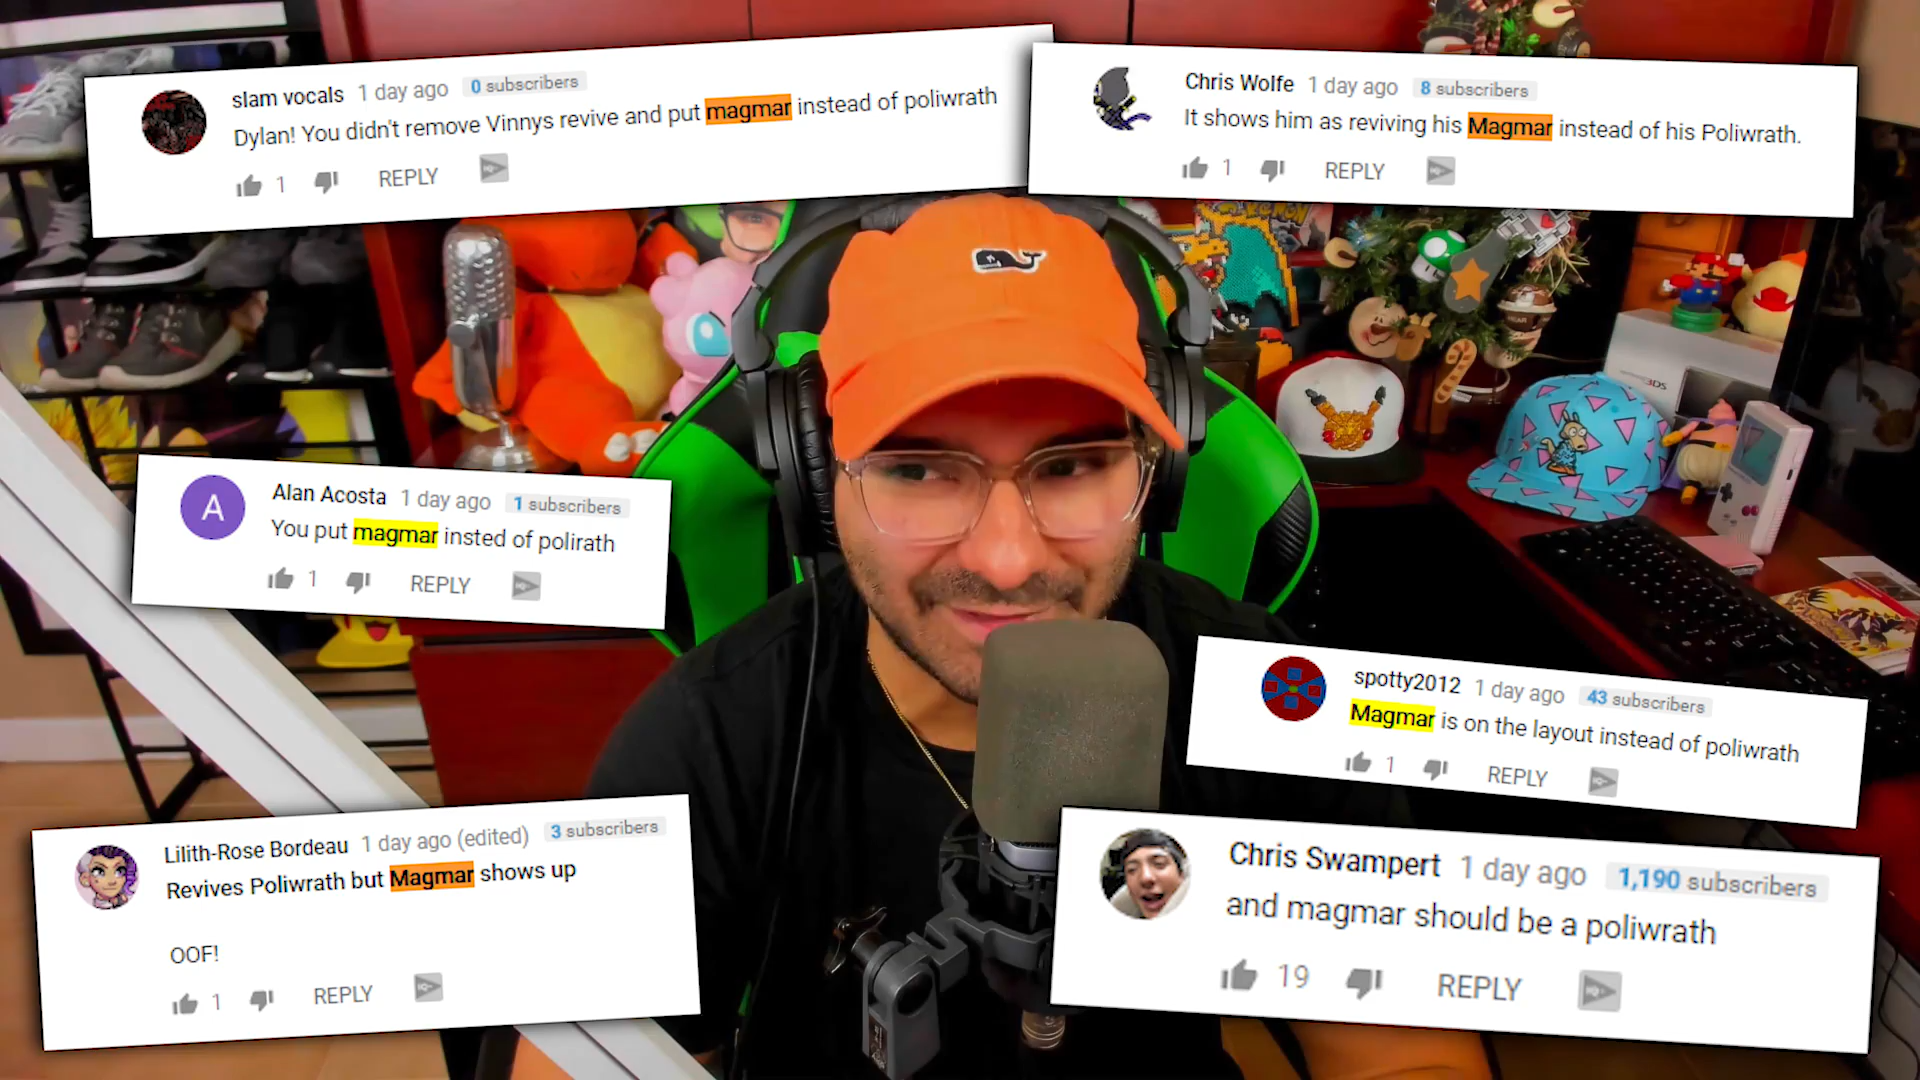 slam vocals 1 day ago 0 subscribers
Dylan! You didn't remove Vinnys revive and put magmar instead of poliwrath
1 REPLY
Chris Wolfe 1 day ago 8 subscribers
It shows him as reviving his Magmar instead of his Poliwrath.
1 REPLY
A
Alan Acosta 1 day ago 1 subscribers
You put magmar insted of polirath
1 REPLY
spotty2012 1 day ago 43 subscribers
Magmar is on the layout instead of poliwrath
1 REPLY
Lilith-Rose Bordeau 1 day ago (edited) 3 subscribers
Revives Poliwrath but Magmar shows up
OOF!
1 REPLY
Chris Swampert 1 day ago 1,190 subscribers
and magmar should be a poliwrath
19 REPLY